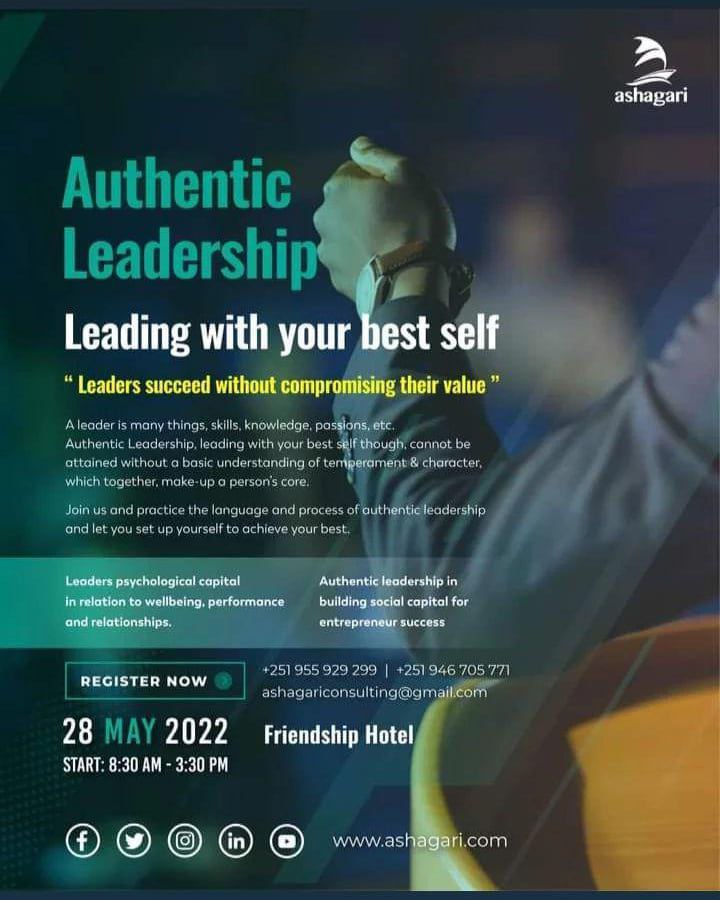 ashagari
Authentic
Leadership
Leading with your best self
“ Leaders succeed without compromising their value ”
A leader is many things, skills, knowledge, passions, etc.
Authentic Leadership, leading with your best self though, cannot be
attained without a basic understanding of temperament & character,
which together, make-up a person's core.
Join us and practice the language and process of authentic leadership
and let you set up yourself to achieve your best.
Leaders psychological capital
in relation to wellbeing, performance
and relationships.
Authentic leadership in
building social capital for
entrepreneur success
REGISTER NOW
+251 955 929 299 | +251 946 705 771
ashagariconsulting@gmail.com
28 MAY 2022
Friendship Hotel
START: 8:30 AM - 3:30 PM
www.ashagari.com